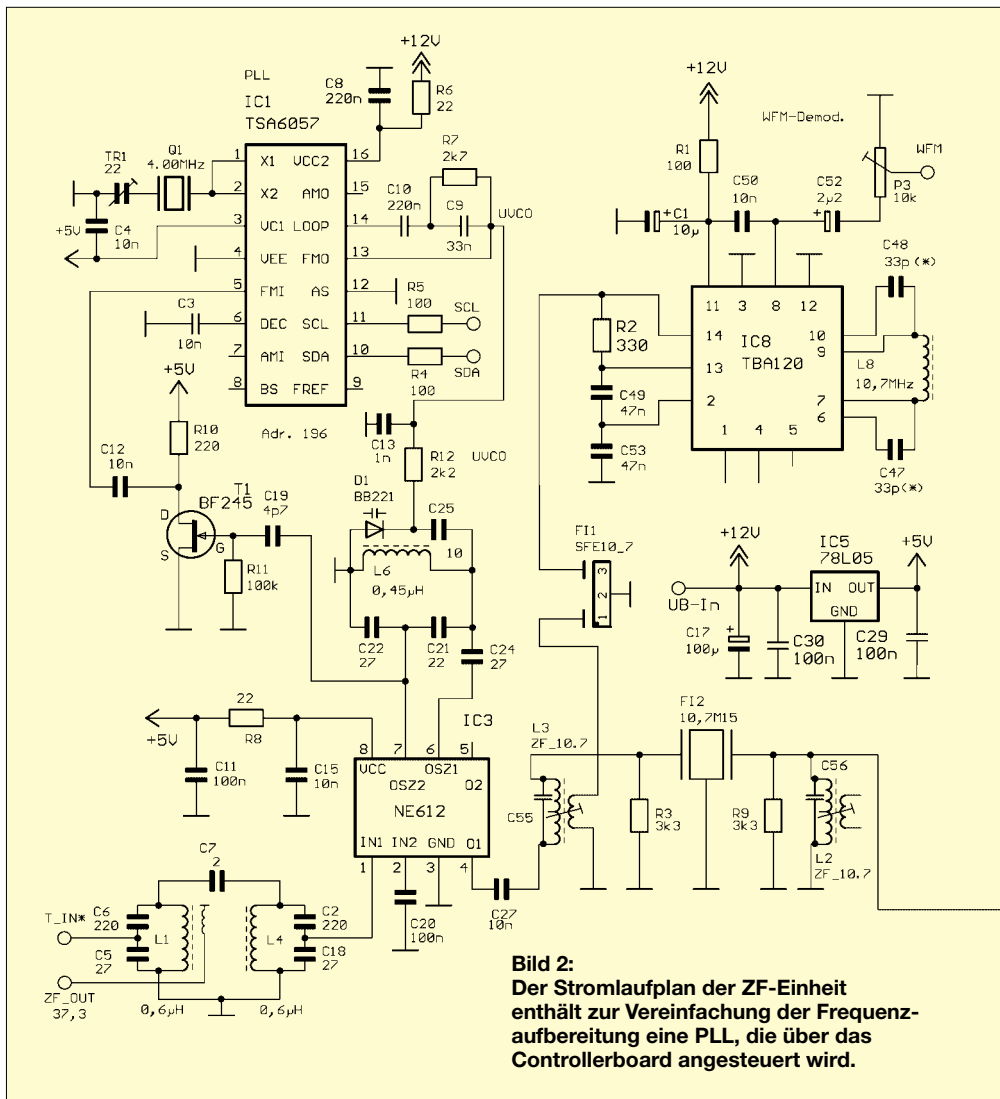 +12V
PLL
IC1
TSA6057
C8
220n
R6
22
R7
2k7
TR1
22
Q1
4.00MHz
+5V
C4
10n
1 X1 VCC2 16
2 X2 AMO 15
3 VC1 LOOP 14
4 VEE FMO 13
5 FMI AS 12
6 DEC SCL 11
7 AMI SDA 10
8 BS FREF 9
C10
220n
C9
33n
UVCO
R5
100
SCL
R4
100
SDA
C3
10n
Adr. 196
+5V
R10
220
C12
10n
T1
BF245
D
S
G
C19
4p7
R11
100k
C13
1n
R12
2k2
UVCO
D1
BB221
C25
10
L6
0,45µH
C22
27
C21
22
C24
27
+12V
R1
100
WFM-Demod.
C1
10µ
+
C50
10n
C52
2µ2
+
P3
10k
WFM
C48
33p(*)
11 3 8 12
14
13
2
10
9
7
6
1 4 5
IC8
TBA120
R2
330
C49
47n
C53
47n
L8
10,7MHz
C47
33p(*)
FI1
SFE10_7
3
2
1
+12V
UB-In
IC5
78L05
IN OUT
GND
+5V
+
C17
100µ
C30
100n
C29
100n
22
R8
+5V
C11
100n
C15
10n
IC3
8 7 6 5
VCC OSZ2 OSZ1 O2
NE612
IN1 IN2 GND O1
1 2 3 4
C20
100n
C27
10n
L3
ZF_10.7
C55
R3
3k3
FI2
10,7M15
R9
3k3
C56
L2
ZF_10.7
C7
2
T_IN*
C6
220
C5
27
L1
L4
C2
220
C18
27
ZF_OUT
37,3
0,6µH
0,6µH
Bild 2:
Der Stromlaufplan der ZF-Einheit
enthält zur Vereinfachung der Frequenz-
aufbereitung eine PLL, die über das
Controllerboard angesteuert wird.